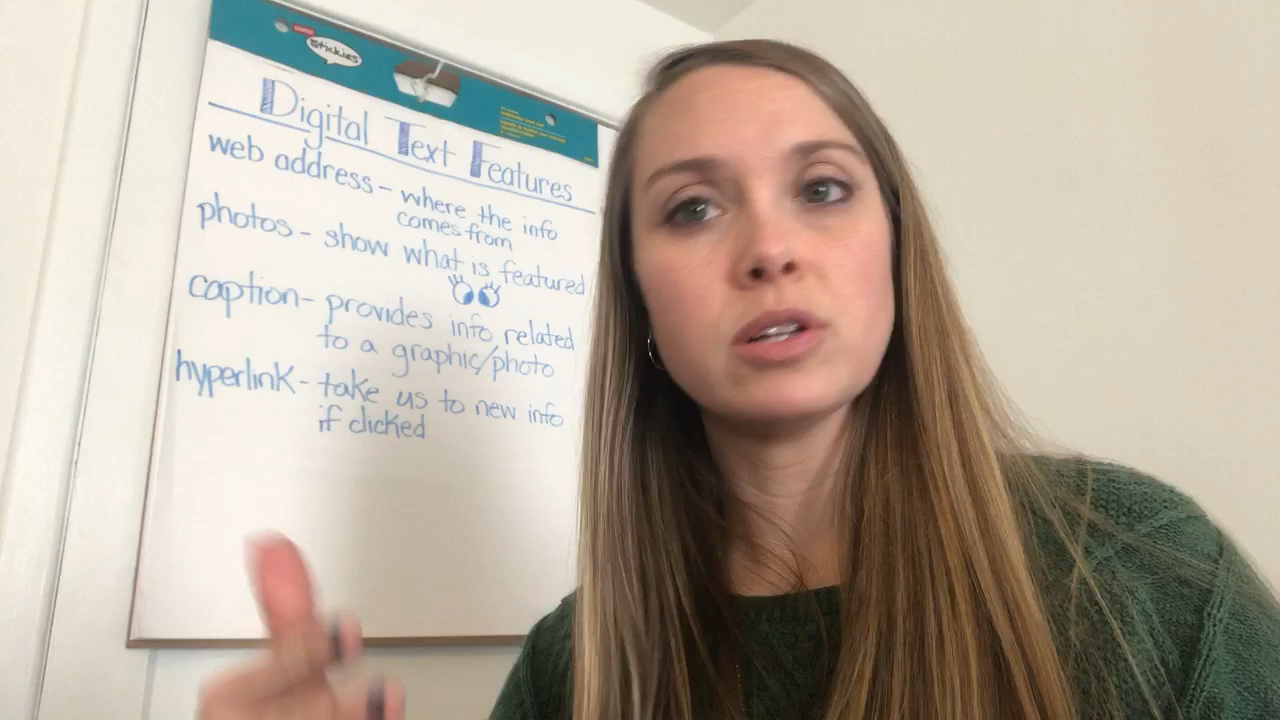 Stickies
Digital Text Features
web address - where the info
comes from
photos - show what is featured
caption - provides info related
to a graphic/photo
hyperlink - take us to new info
if clicked